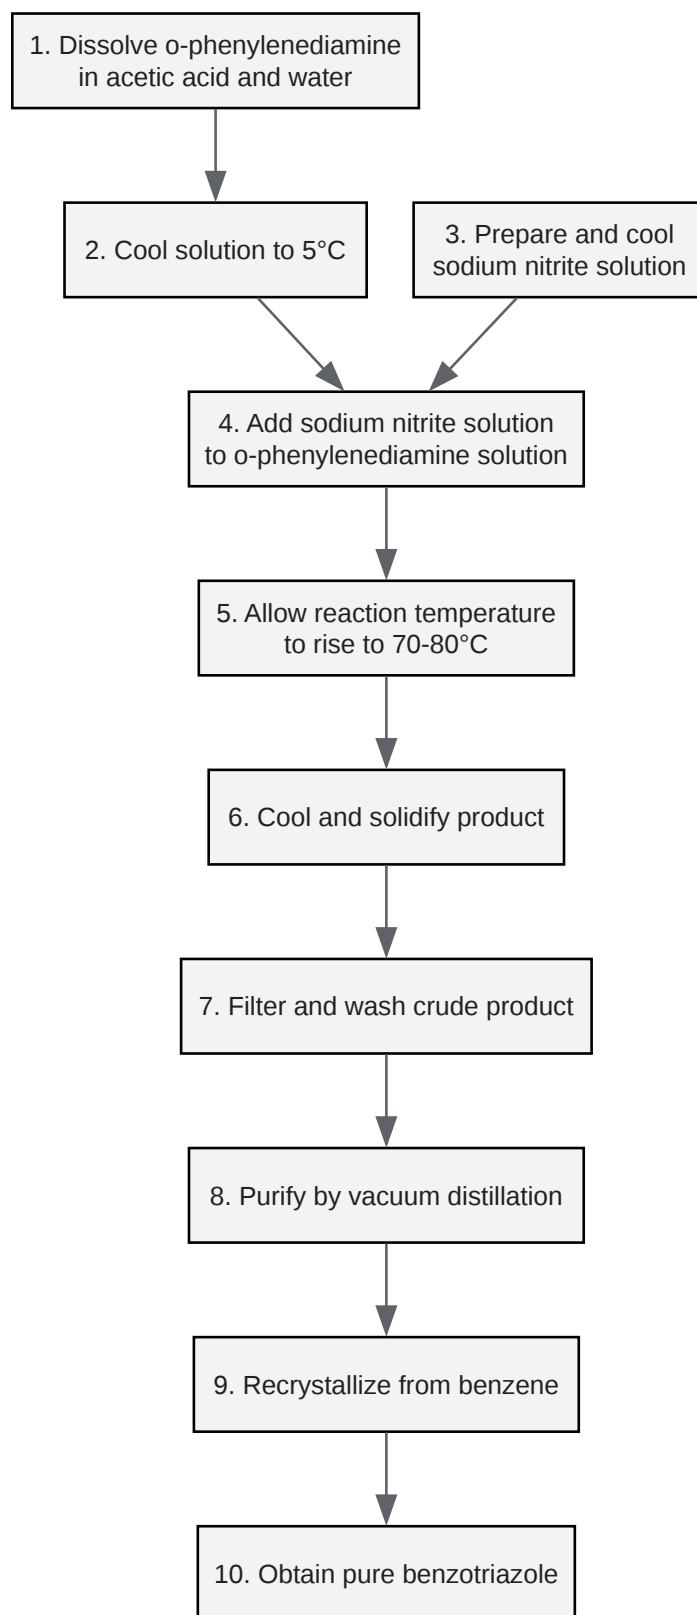 1. Dissolve o-phenylenediamine
in acetic acid and water
2. Cool solution to 5°C
3. Prepare and cool
sodium nitrite solution
4. Add sodium nitrite solution
to o-phenylenediamine solution
5. Allow reaction temperature
to rise to 70-80°C
6. Cool and solidify product
7. Filter and wash crude product
8. Purify by vacuum distillation
9. Recrystallize from benzene
10. Obtain pure benzotriazole